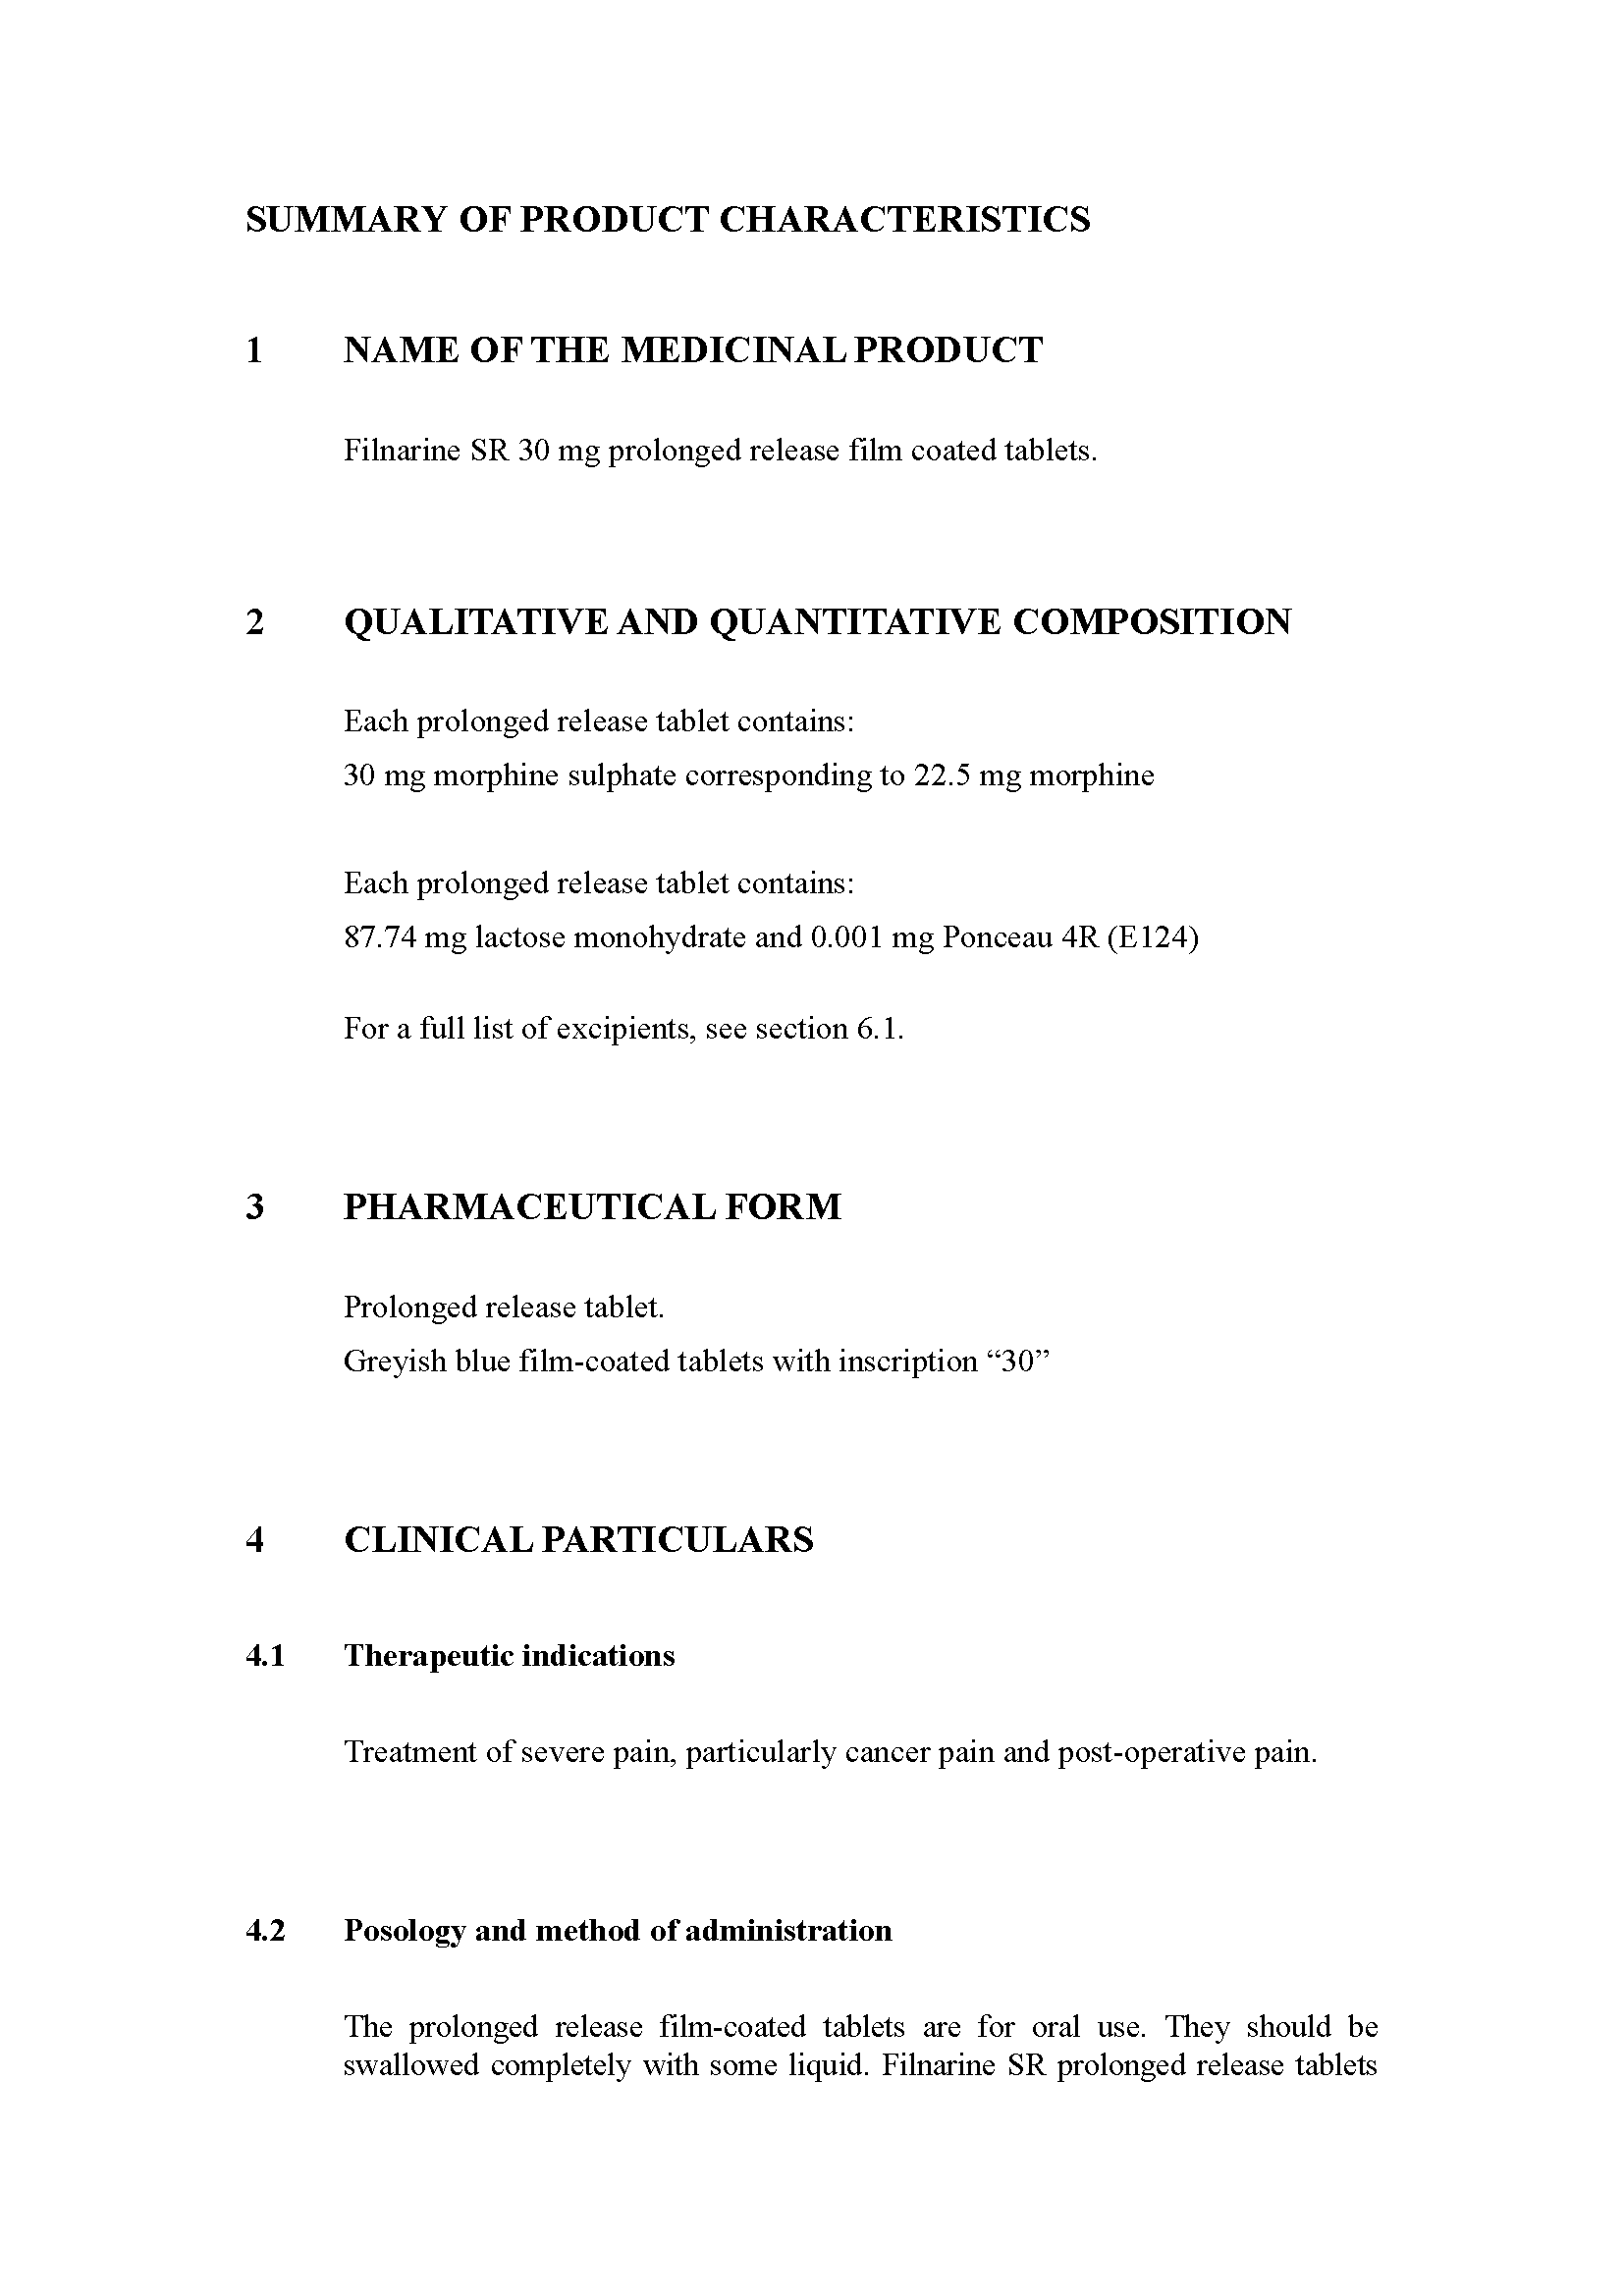 SUMMARY OF PRODUCT CHARACTERISTICS
1 NAME OF THE MEDICINAL PRODUCT
Filnarine SR 30 mg prolonged release film coated tablets.
2 QUALITATIVE AND QUANTITATIVE COMPOSITION
Each prolonged release tablet contains:
30 mg morphine sulphate corresponding to 22.5 mg morphine
Each prolonged release tablet contains:
87.74 mg lactose monohydrate and 0.001 mg Ponceau 4R (E124)
For a full list of excipients, see section 6.1.
3 PHARMACEUTICAL FORM
Prolonged release tablet.
Greyish blue film-coated tablets with inscription “30”
4 CLINICAL PARTICULARS
4.1 Therapeutic indications
Treatment of severe pain, particularly cancer pain and post-operative pain.
4.2 Posology and method of administration
The prolonged release film-coated tablets are for oral use. They should be
swallowed completely with some liquid. Filnarine SR prolonged release tablets